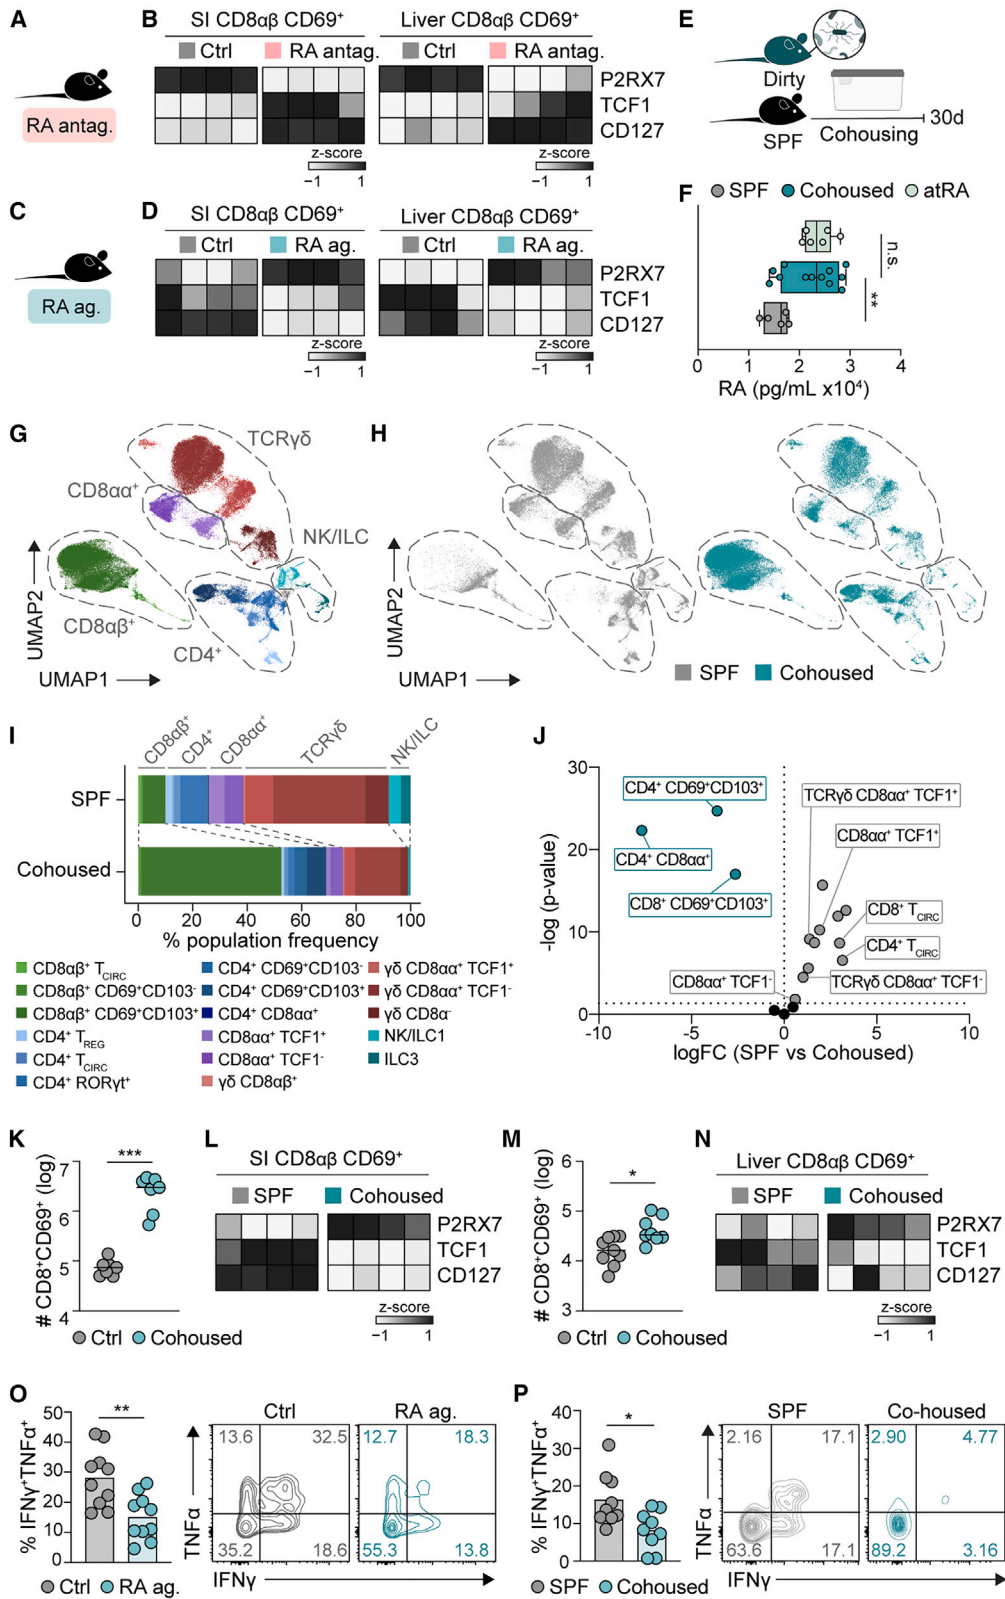 A
RA antag.
B
SI CD8αβ CD69⁺
Ctrl
RA antag.
Liver CD8αβ CD69⁺
Ctrl
RA antag.
P2RX7
TCF1
CD127
z-score
−1 1
z-score
−1 1
E
Dirty
SPF
Cohousing
30d
C
RA ag.
D
SI CD8αβ CD69⁺
Ctrl
RA ag.
Liver CD8αβ CD69⁺
Ctrl
RA ag.
P2RX7
TCF1
CD127
z-score
−1 1
z-score
−1 1
F
SPF
Cohoused
atRA
n.s.
**
0 1 2 3 4
RA (pg/mL x10⁴)
G
TCRγδ
CD8αα⁺
NK/ILC
CD8αβ⁺
CD4⁺
UMAP2
UMAP1
H
UMAP2
UMAP1
SPF
Cohoused
I
CD8αβ⁺
CD4⁺
CD8αα⁺
TCRγδ
NK/ILC
SPF
Cohoused
0 20 40 60 80 100
% population frequency
CD8αβ⁺ TCIRC
CD8αβ⁺ CD69⁺CD103⁻
CD8αβ⁺ CD69⁺CD103⁺
CD4⁺ TREG
CD4⁺ TCIRC
CD4⁺ RORγt⁺
CD4⁺ CD69⁺CD103⁻
CD4⁺ CD69⁺CD103⁺
CD4⁺ CD8αα⁺
CD8αα⁺ TCF1⁺
CD8αα⁺ TCF1⁻
γδ CD8αβ⁺
γδ CD8αα⁺ TCF1⁺
γδ CD8αα⁺ TCF1⁻
γδ CD8α⁻
NK/ILC1
ILC3
J
30
20
10
0
-log (p-value)
CD4⁺ CD69⁺CD103⁺
TCRγδ CD8αα⁺ TCF1⁺
CD8αα⁺ TCF1⁺
CD4⁺ CD8αα⁺
CD8⁺ CD69⁺CD103⁺
CD8⁺ TCIRC
CD4⁺ TCIRC
CD8αα⁺ TCF1⁻
TCRγδ CD8αα⁺ TCF1⁻
-10 -5 0 5 10
logFC (SPF vs Cohoused)
K
# CD8⁺CD69⁺ (log)
7
6
5
4
***
Ctrl
Cohoused
L
SI CD8αβ CD69⁺
SPF
Cohoused
P2RX7
TCF1
CD127
z-score
−1 1
M
# CD8⁺CD69⁺ (log)
6
5
4
3
*
Ctrl
Cohoused
N
Liver CD8αβ CD69⁺
SPF
Cohoused
P2RX7
TCF1
CD127
z-score
−1 1
O
% IFNγ⁺TNFα⁺
50
40
30
20
10
0
**
Ctrl
RA ag.
Ctrl
RA ag.
13.6 32.5
12.7 18.3
35.2 18.6
55.3 13.8
TNFα
IFNγ
P
% IFNγ⁺TNFα⁺
40
30
20
10
0
*
SPF
Cohoused
SPF
Co-housed
2.16 17.1
2.90 4.77
63.6 17.1
89.2 3.16
TNFα
IFNγ